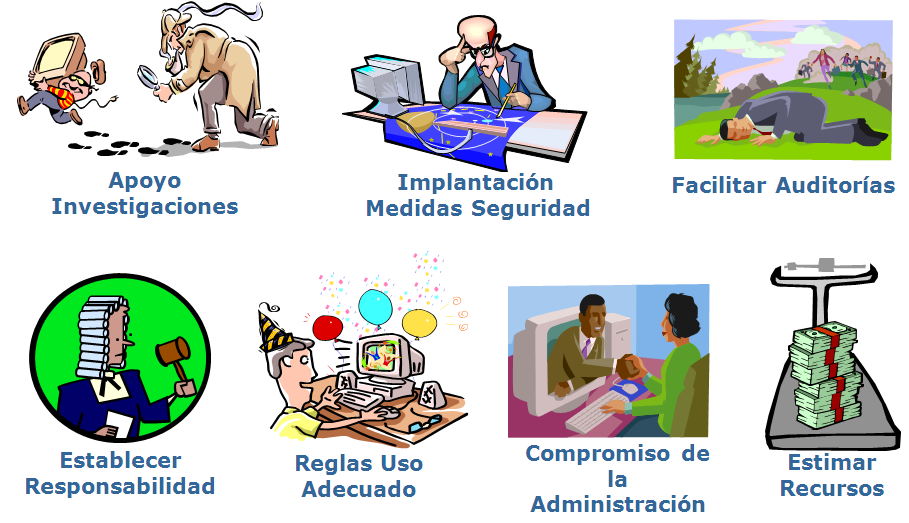 Apoyo
Investigaciones
Implantación
Medidas Seguridad
Facilitar Auditorías
Establecer
Responsabilidad
Reglas Uso
Adecuado
Compromiso de
la
Administración
Estimar
Recursos